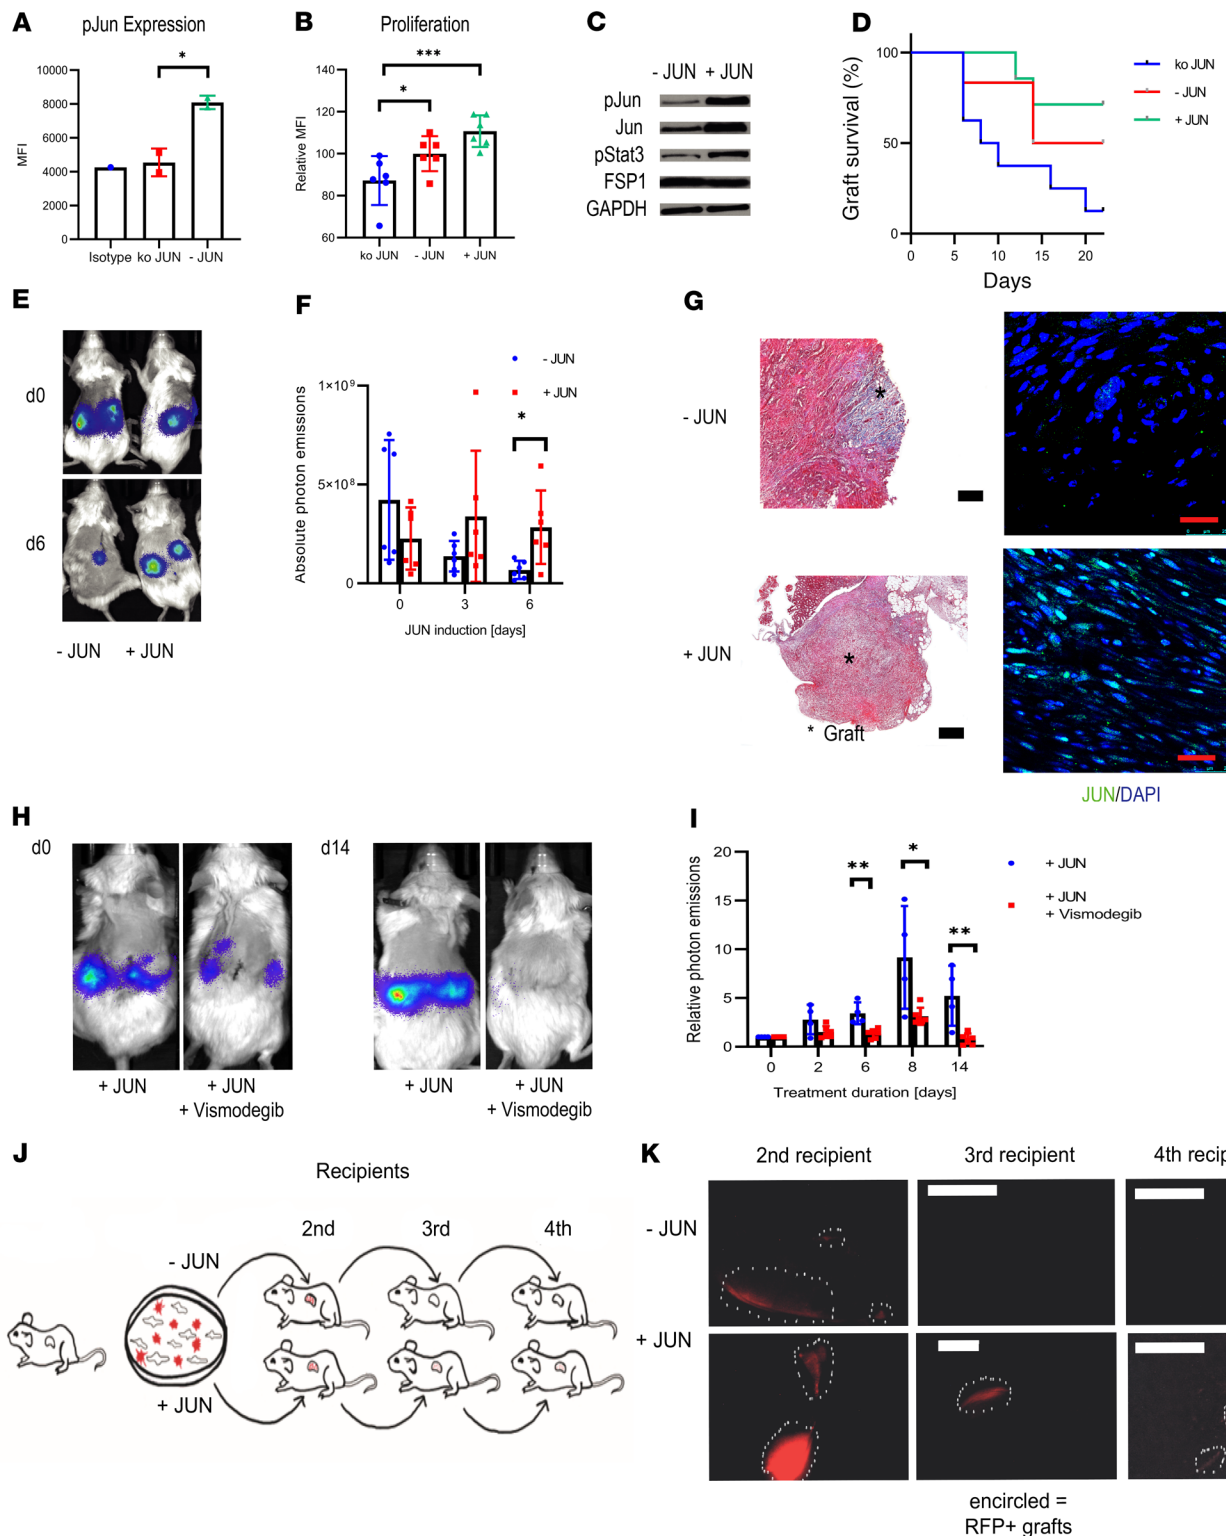 A
pJun Expression
*
10000
8000
6000
4000
2000
0
MFI
Isotype
ko JUN
- JUN
B
Proliferation
***
*
140
120
100
80
60
Relative MFI
ko JUN
- JUN
+ JUN
C
- JUN
+ JUN
pJun
Jun
pStat3
FSP1
GAPDH
D
Graft survival (%)
100
50
0
0
5
10
15
20
Days
ko JUN
- JUN
+ JUN
E
d0
d6
- JUN
+ JUN
F
- JUN
+ JUN
*
1×10⁹
5×10⁸
0
Absolute photon emissions
0
3
6
JUN induction [days]
G
- JUN
*
+ JUN
*
* Graft
JUN/DAPI
H
d0
d14
+ JUN
+ JUN
+ Vismodegib
+ JUN
+ JUN
+ Vismodegib
I
Relative photon emissions
20
15
10
5
0
**
*
**
0
2
6
8
14
Treatment duration [days]
+ JUN
+ JUN
+ Vismodegib
J
Recipients
2nd
3rd
4th
- JUN
+ JUN
K
2nd recipient
3rd recipient
4th recip
- JUN
+ JUN
encircled =
RFP+ grafts